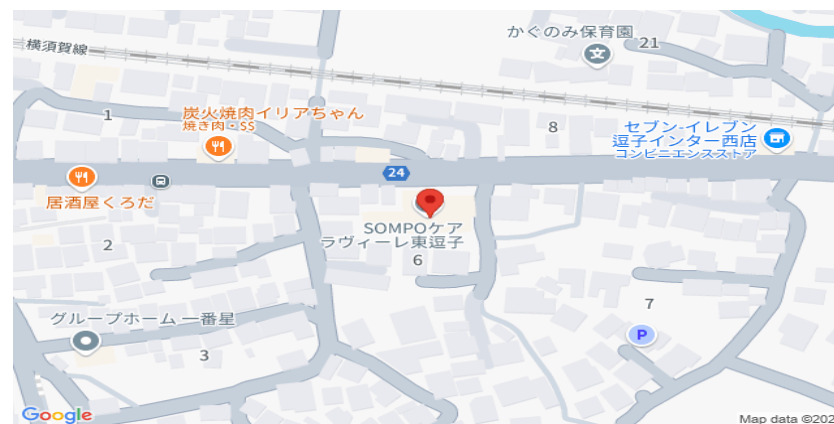 かぐのみ保育園
21
横須賀線
1
炭火焼肉イリアちゃん
焼き肉・SS
8
セブン-イレブン
逗子インター西店
コンビニエンスストア
24
居酒屋くろだ
SOMPOケア
ラヴィーレ東逗子
6
2
7
グループホーム 一番星
P
3
Google
Map data ©202